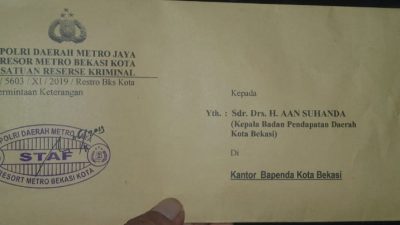 POLRI DAERAH METRO JAYA
RESOR METRO BEKASI KOTA
SATUAN RESERSE KRIMINAL
/ 5603 / XI / 2019 / Restro Bks Kota
ermintaan Keterangan
Kepada
Yth. : Sdr. Drs. H. AAN SUHANDA
(Kepala Badan Pendapatan Daerah
Kota Bekasi)
Di
Kantor Bapenda Kota Bekasi
POLRI DAERAH METRO
STAF
RESORT METRO BEKASI KOTA